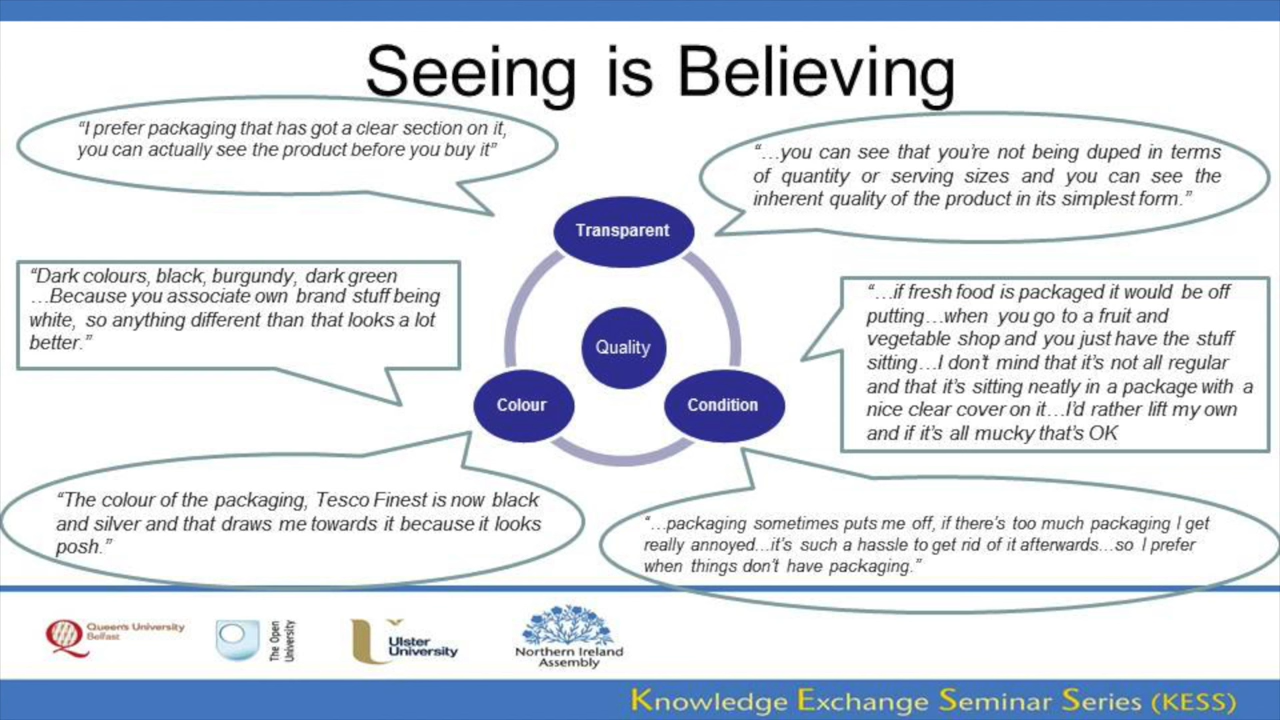 Seeing is Believing
“I prefer packaging that has got a clear section on it,
you can actually see the product before you buy it”
“…you can see that you’re not being duped in terms
of quantity or serving sizes and you can see the
inherent quality of the product in its simplest form.”
Transparent
“Dark colours, black, burgundy, dark green
…Because you associate own brand stuff being
white, so anything different than that looks a lot
better.”
Quality
“…if fresh food is packaged it would be off
putting…when you go to a fruit and
vegetable shop and you just have the stuff
sitting…I don’t mind that it’s not all regular
and that it’s sitting neatly in a package with a
nice clear cover on it…I’d rather lift my own
and if it’s all mucky that’s OK
Colour
Condition
“The colour of the packaging, Tesco Finest is now black
and silver and that draws me towards it because it looks
posh.”
“…packaging sometimes puts me off, if there’s too much packaging I get
really annoyed…it’s such a hassle to get rid of it afterwards…so I prefer
when things don’t have packaging.”
Queen's University
Belfast
The Open
University
Ulster
University
Northern Ireland
Assembly
Knowledge Exchange Seminar Series (KESS)